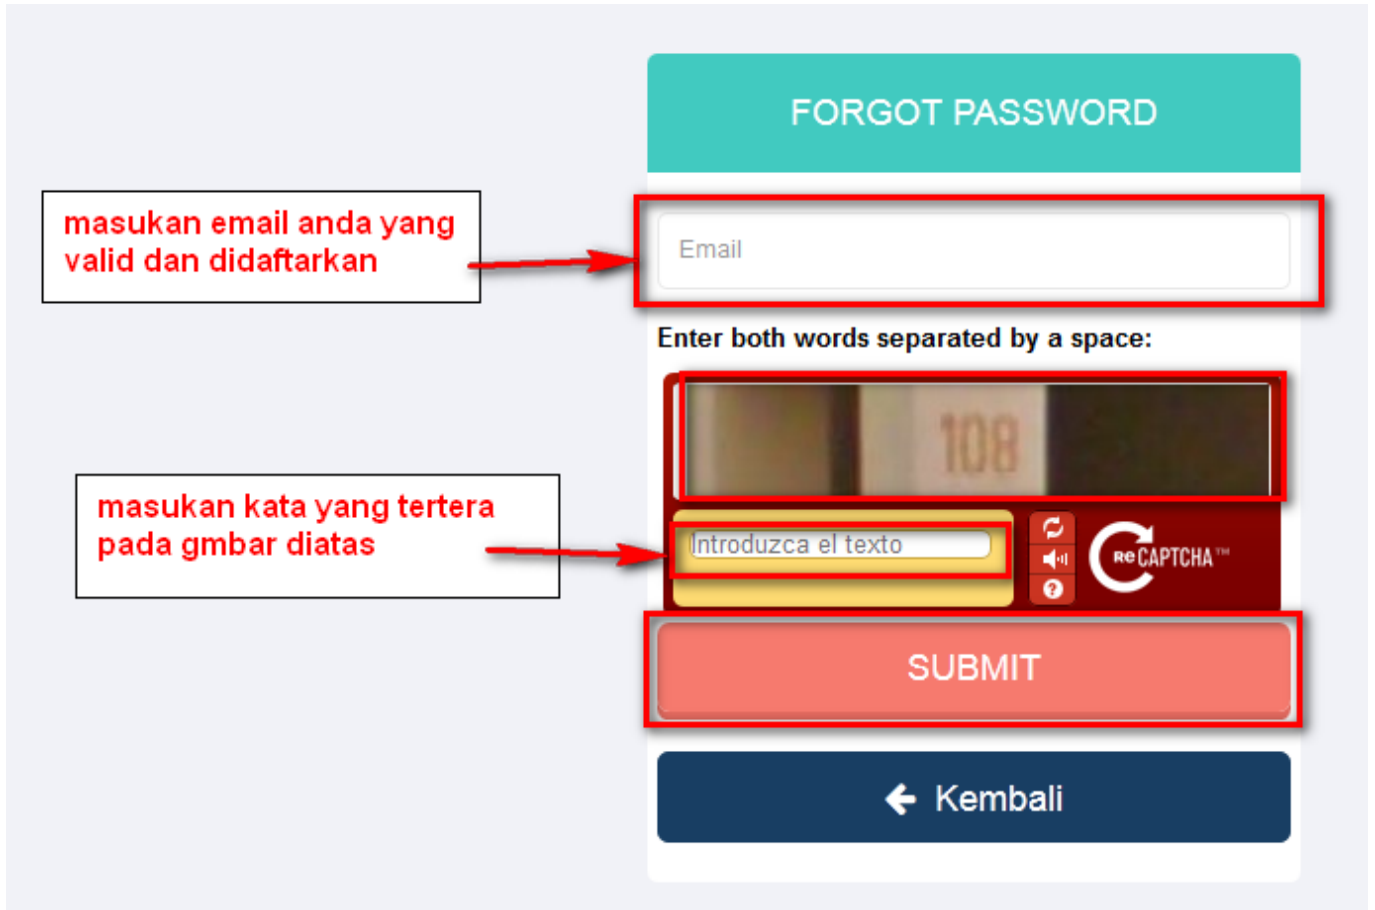 FORGOT PASSWORD
masukan email anda yang
valid dan didaftarkan
Email
Enter both words separated by a space:
108
masukan kata yang tertera
pada gmbar diatas
Introduzca el texto
ReCAPTCHA™
SUBMIT
Kembali